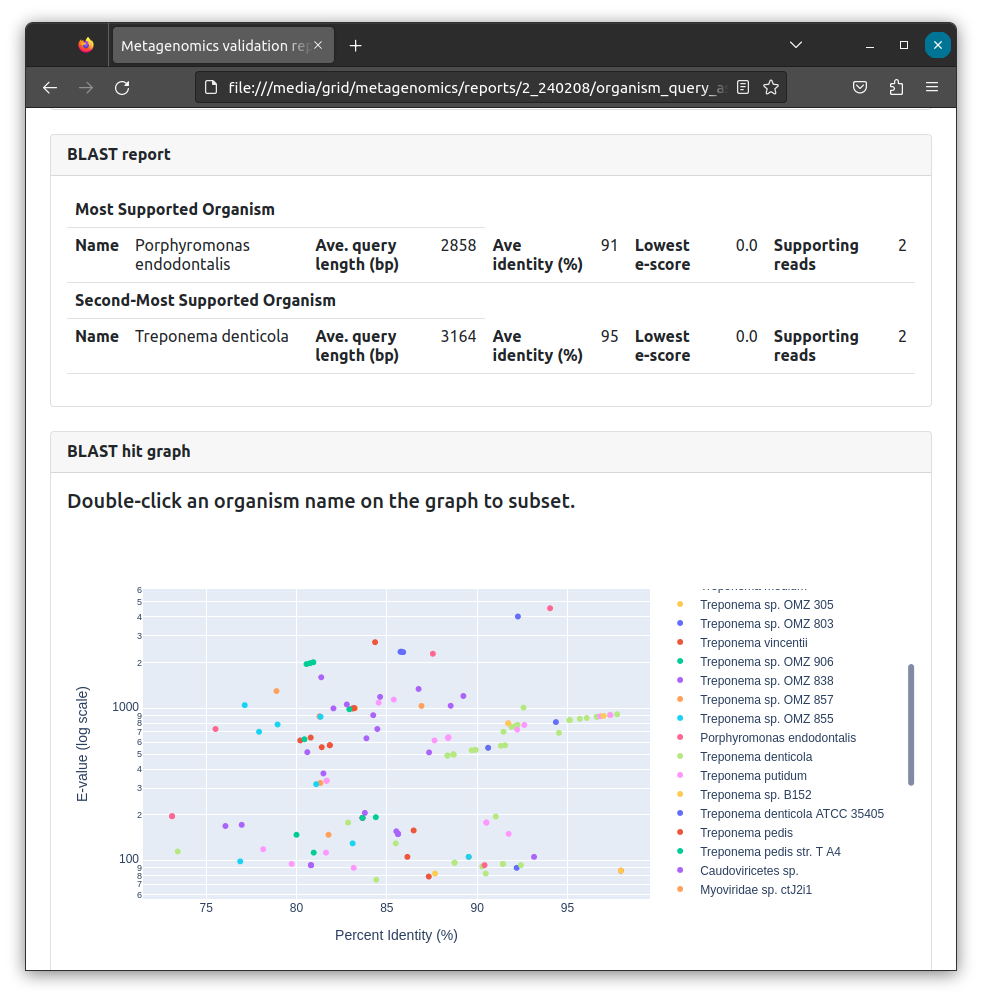 Metagenomics validation re
file:///media/grid/metagenomics/reports/2_240208/organism_query_a
BLAST report
Most Supported Organism
Name Porphyromonas endodontalis Ave. query length (bp) 2858 Ave identity (%) 91 Lowest e-score 0.0 Supporting reads 2
Second-Most Supported Organism
Name Treponema denticola Ave. query length (bp) 3164 Ave identity (%) 95 Lowest e-score 0.0 Supporting reads 2
BLAST hit graph
Double-click an organism name on the graph to subset.
6
5
4
3
2
1000
9
8
7
6
5
4
3
2
100
9
8
7
6
75 80 85 90 95
Percent Identity (%)
E-value (log scale)
Treponema sp. OMZ 305
Treponema sp. OMZ 803
Treponema vincentii
Treponema sp. OMZ 906
Treponema sp. OMZ 838
Treponema sp. OMZ 857
Treponema sp. OMZ 855
Porphyromonas endodontalis
Treponema denticola
Treponema putidum
Treponema sp. B152
Treponema denticola ATCC 35405
Treponema pedis
Treponema pedis str. T A4
Caudoviricetes sp.
Myoviridae sp. ctJ2i1